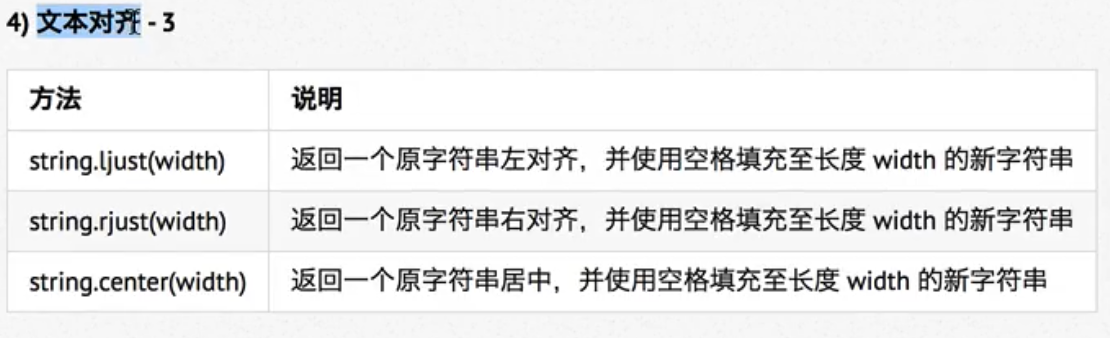 4) 文本对齐 - 3
方法 说明
string.ljust(width) 返回一个原字符串左对齐，并使用空格填充至长度 width 的新字符串
string.rjust(width) 返回一个原字符串右对齐，并使用空格填充至长度 width 的新字符串
string.center(width) 返回一个原字符串居中，并使用空格填充至长度 width 的新字符串